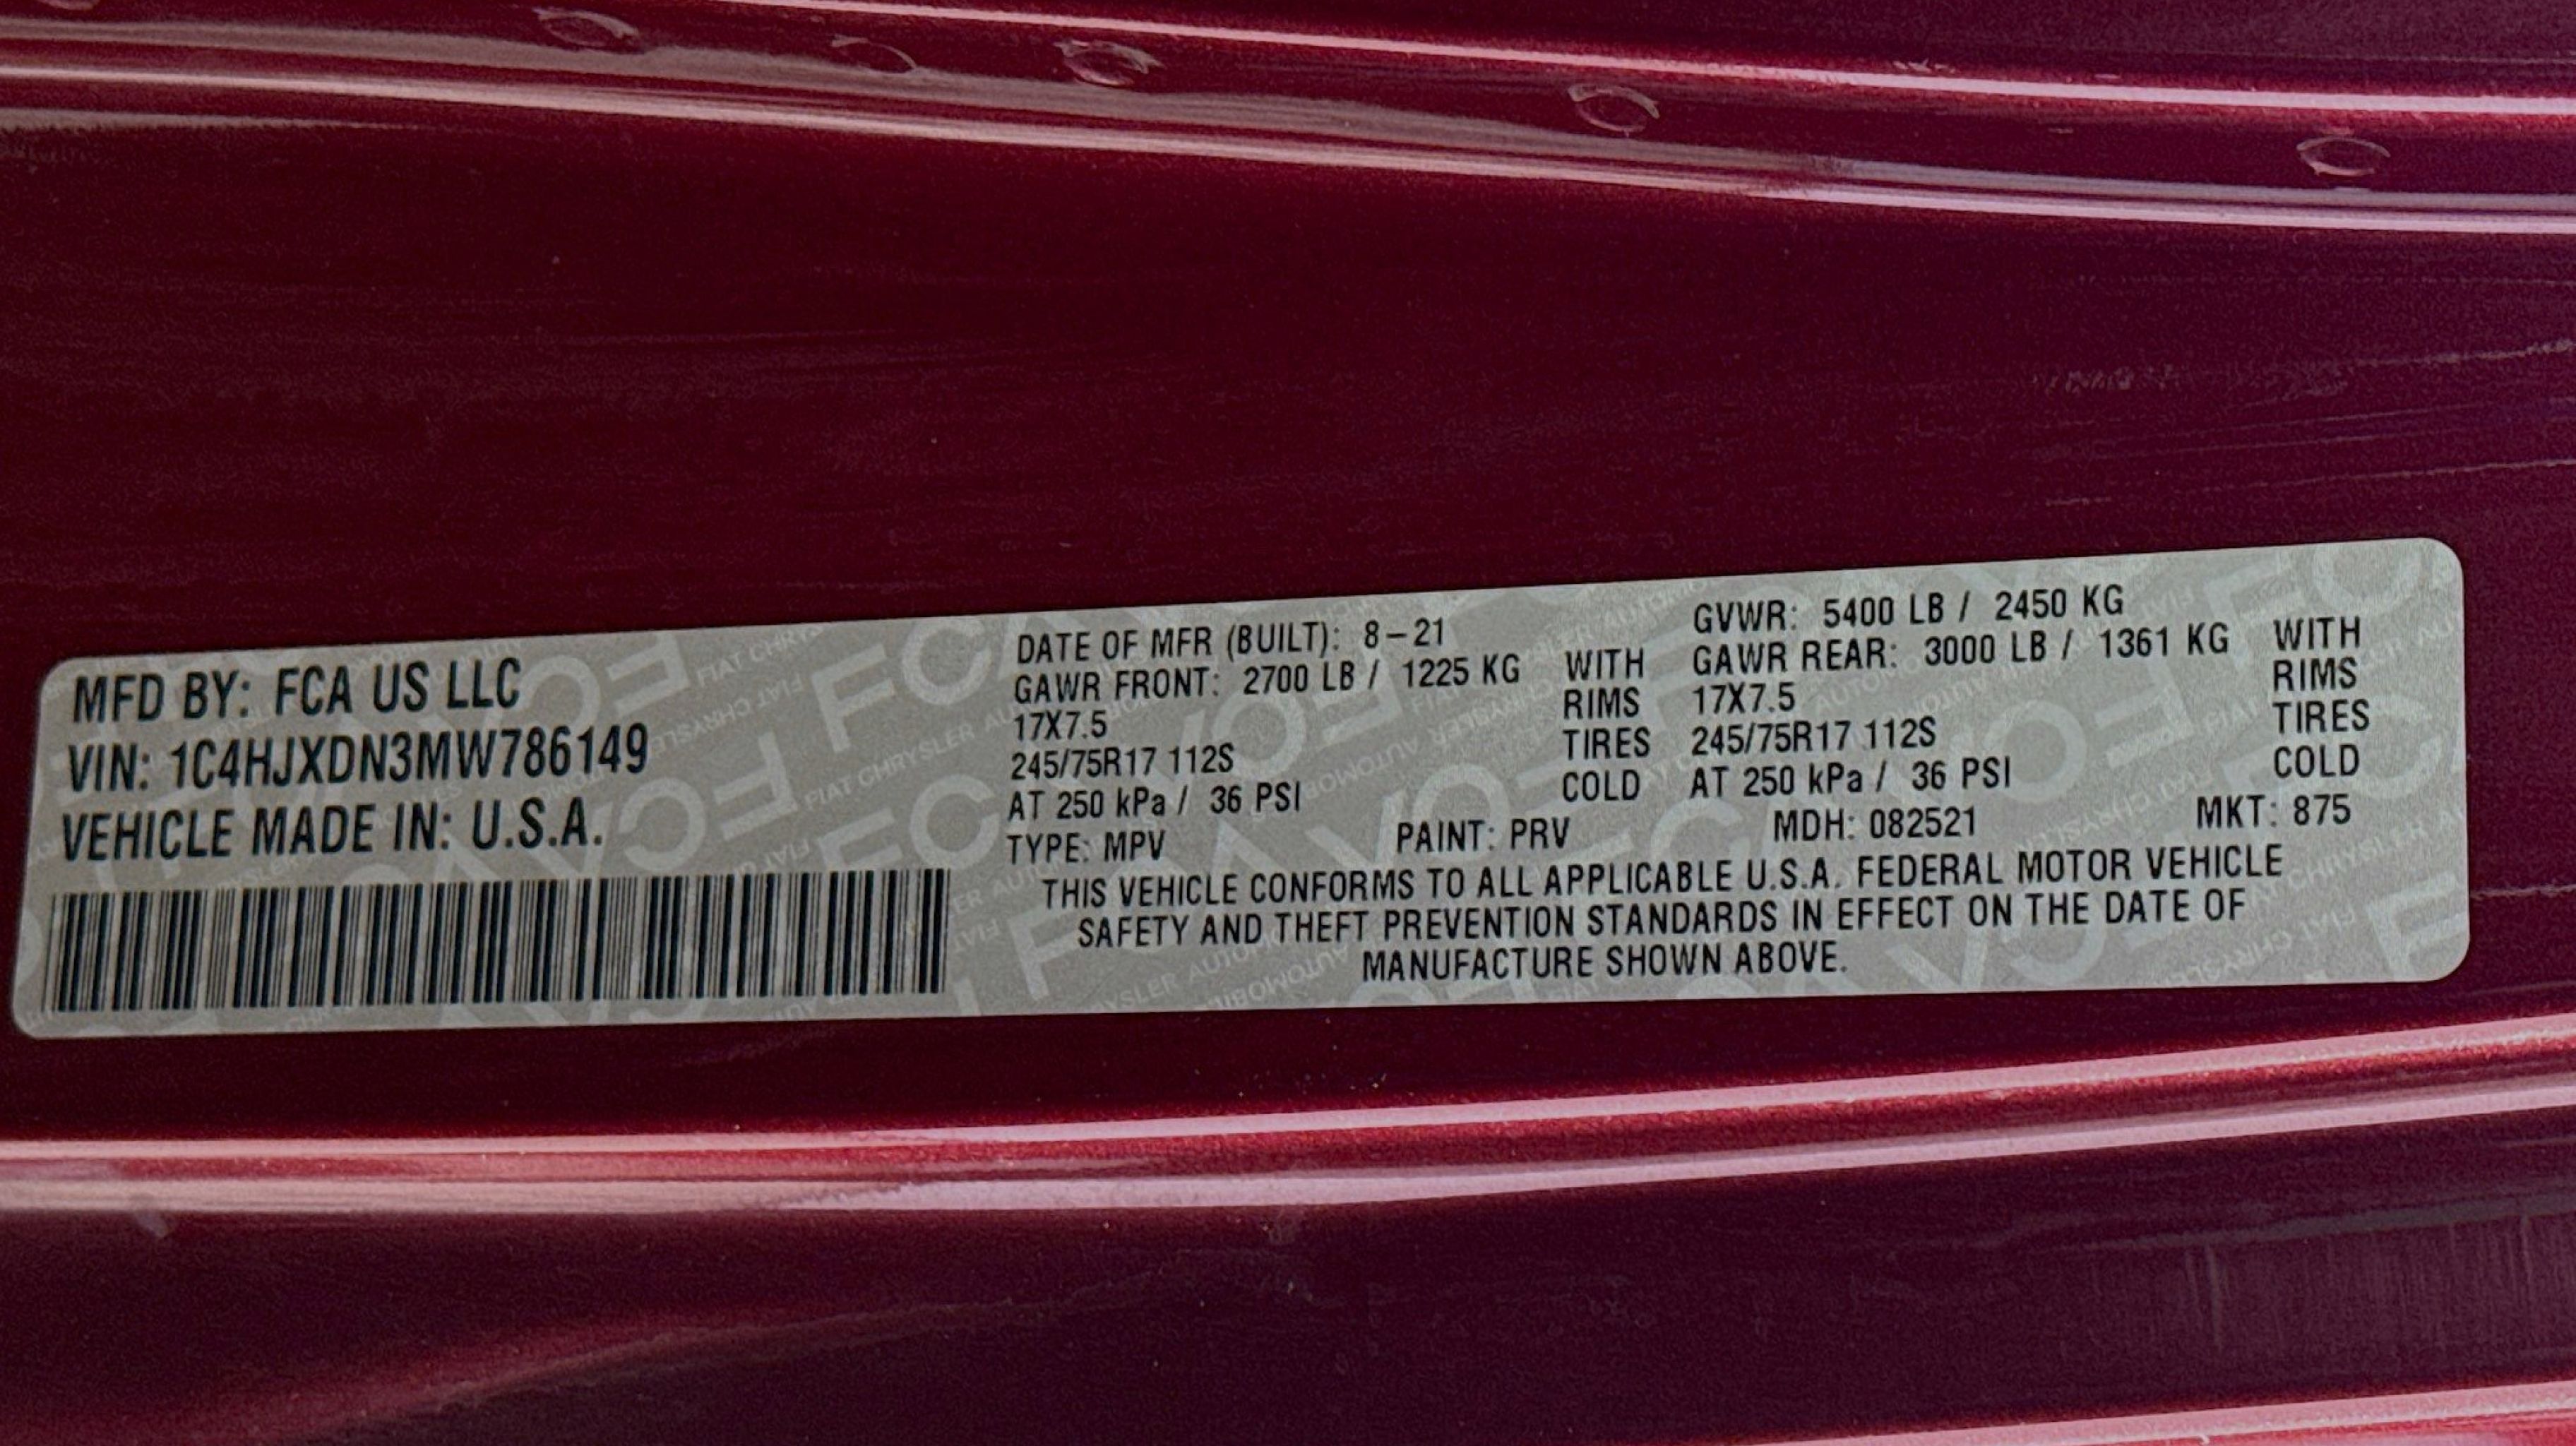 MFD BY: FCA US LLC
VIN: 1C4HJXDN3MW786149
VEHICLE MADE IN: U.S.A.
DATE OF MFR (BUILT): 8-21
GAWR FRONT: 2700 LB / 1225 KG WITH
17X7.5 RIMS
245/75R17 112S TIRES
AT 250 kPa / 36 PSI COLD
GVWR: 5400 LB / 2450 KG
GAWR REAR: 3000 LB / 1361 KG WITH
17X7.5 RIMS
245/75R17 112S TIRES
AT 250 kPa / 36 PSI COLD
TYPE: MPV PAINT: PRV MDH: 082521 MKT: 875
THIS VEHICLE CONFORMS TO ALL APPLICABLE U.S.A. FEDERAL MOTOR VEHICLE
SAFETY AND THEFT PREVENTION STANDARDS IN EFFECT ON THE DATE OF
MANUFACTURE SHOWN ABOVE.